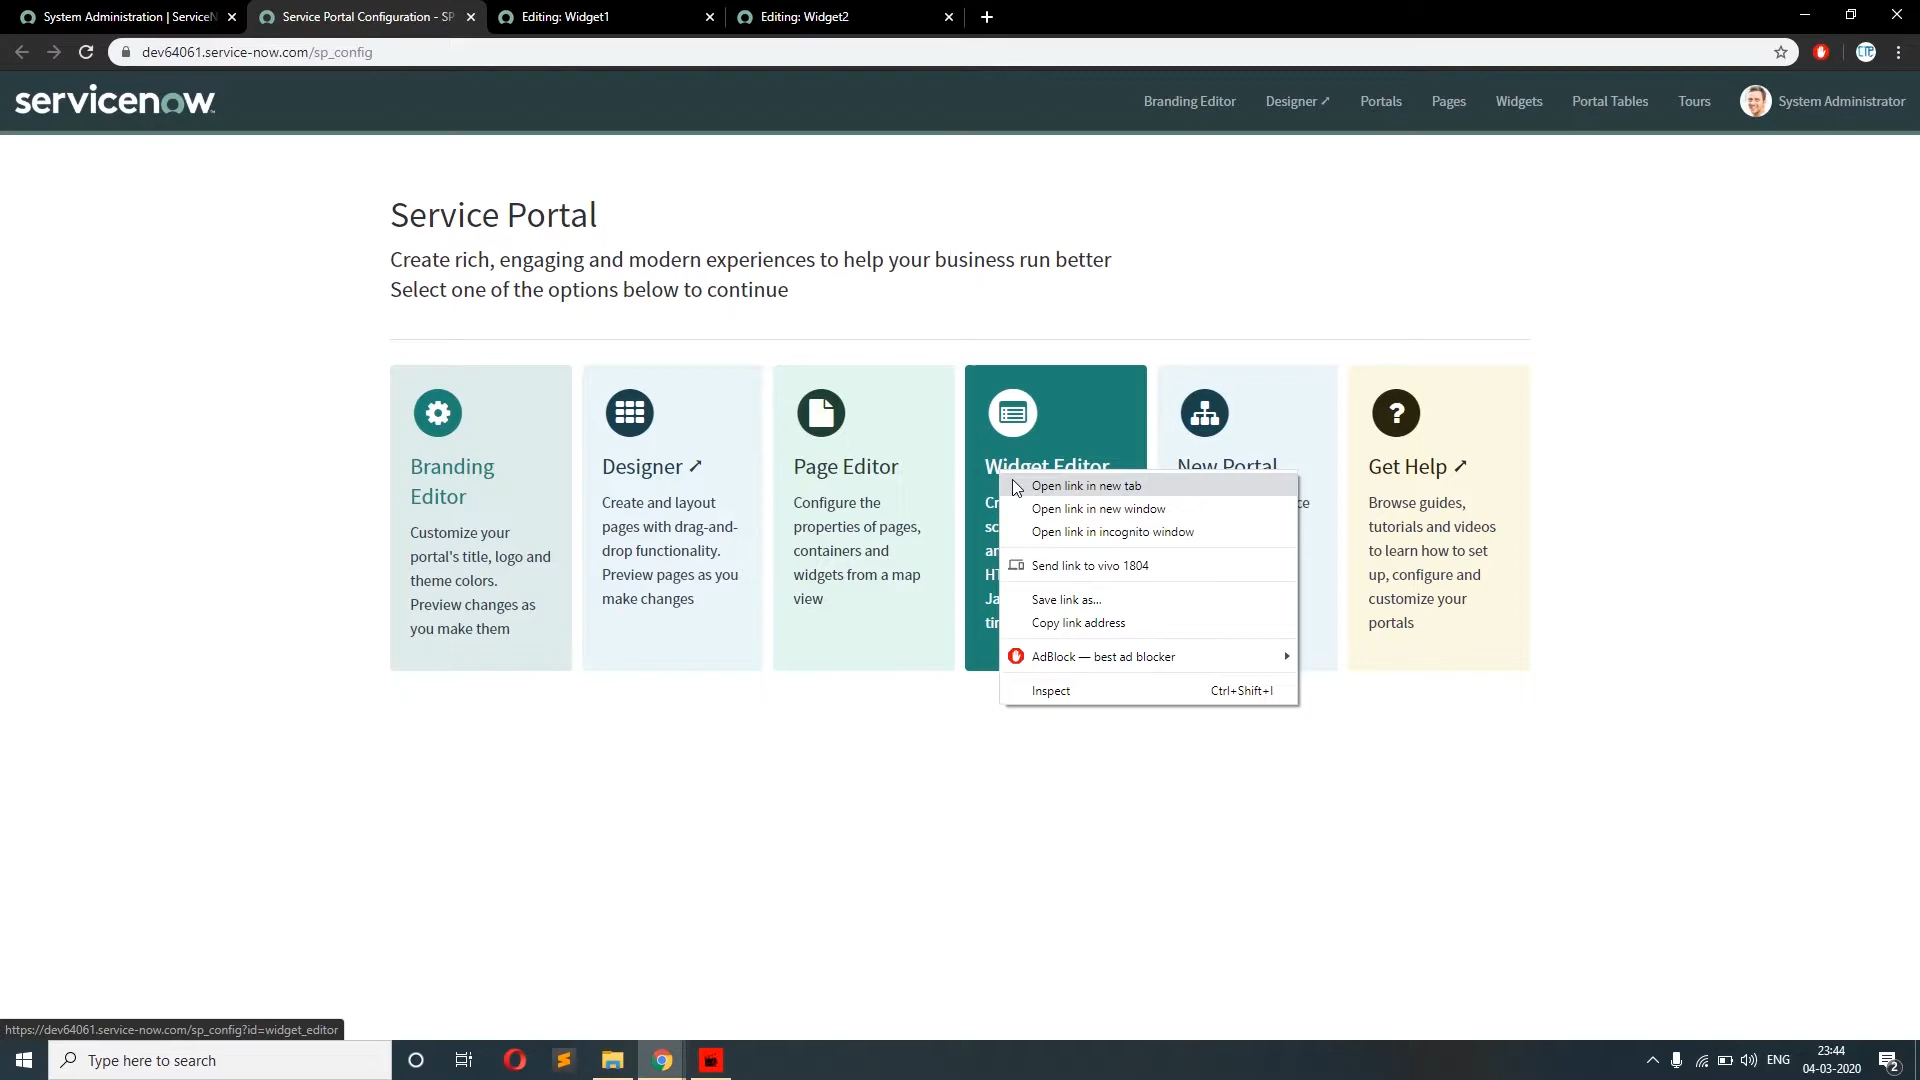 System Administration | ServiceN
Service Portal Configuration - SP
Editing: Widget1
Editing: Widget2
dev64061.service-now.com/sp_config
servicenow
Branding Editor
Designer
Portals
Pages
Widgets
Portal Tables
Tours
System Administrator
Service Portal
Create rich, engaging and modern experiences to help your business run better
Select one of the options below to continue
Branding
Editor
Customize your
portal's title, logo and
theme colors.
Preview changes as
you make them
Designer
Create and layout
pages with drag-and-
drop functionality.
Preview pages as you
make changes
Page Editor
Configure the
properties of pages,
containers and
widgets from a map
view
Widget Editor
New Portal
Get Help
Browse guides,
tutorials and videos
to learn how to set
up, configure and
customize your
portals
Open link in new tab
Open link in new window
Open link in incognito window
Send link to vivo 1804
Save link as...
Copy link address
AdBlock — best ad blocker
Inspect Ctrl+Shift+I
https://dev64061.service-now.com/sp_config?id=widget_editor
Type here to search
ENG
23:44
04-03-2020
2